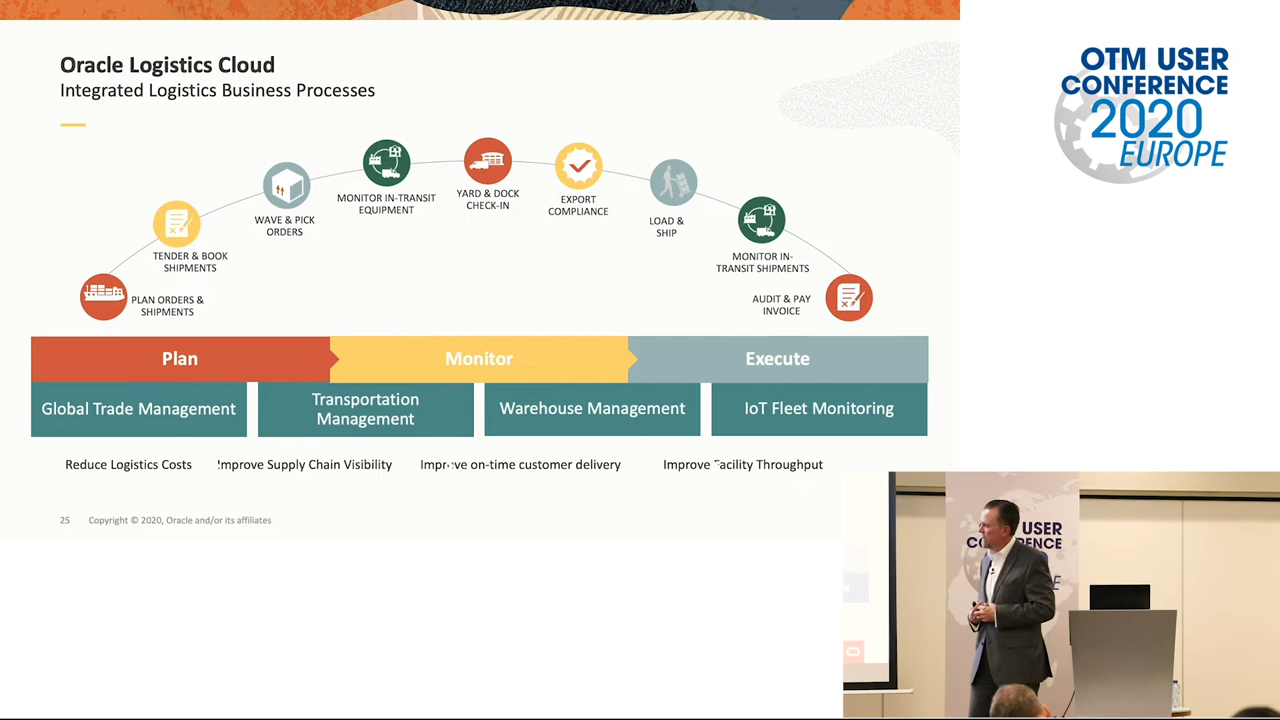 Oracle Logistics Cloud
Integrated Logistics Business Processes
OTM USER
CONFERENCE
2020
EUROPE
PLAN ORDERS &
SHIPMENTS
TENDER & BOOK
SHIPMENTS
WAVE & PICK
ORDERS
MONITOR IN-TRANSIT
EQUIPMENT
YARD & DOCK
CHECK-IN
EXPORT
COMPLIANCE
LOAD &
SHIP
MONITOR IN-
TRANSIT SHIPMENTS
AUDIT & PAY
INVOICE
Plan
Monitor
Execute
Global Trade Management
Transportation
Management
Warehouse Management
IoT Fleet Monitoring
Reduce Logistics Costs
Improve Supply Chain Visibility
Improve on-time customer delivery
Improve Facility Throughput
25
Copyright © 2020, Oracle and/or its affiliates
USER